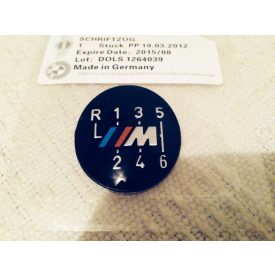 SCHRIFTZUG
1 Stück PP 19.03.2012
Expire Date: 2015/08
Lot: DOLS 1264039
Made in Germany
R 1 3 5
L M
2 4 6